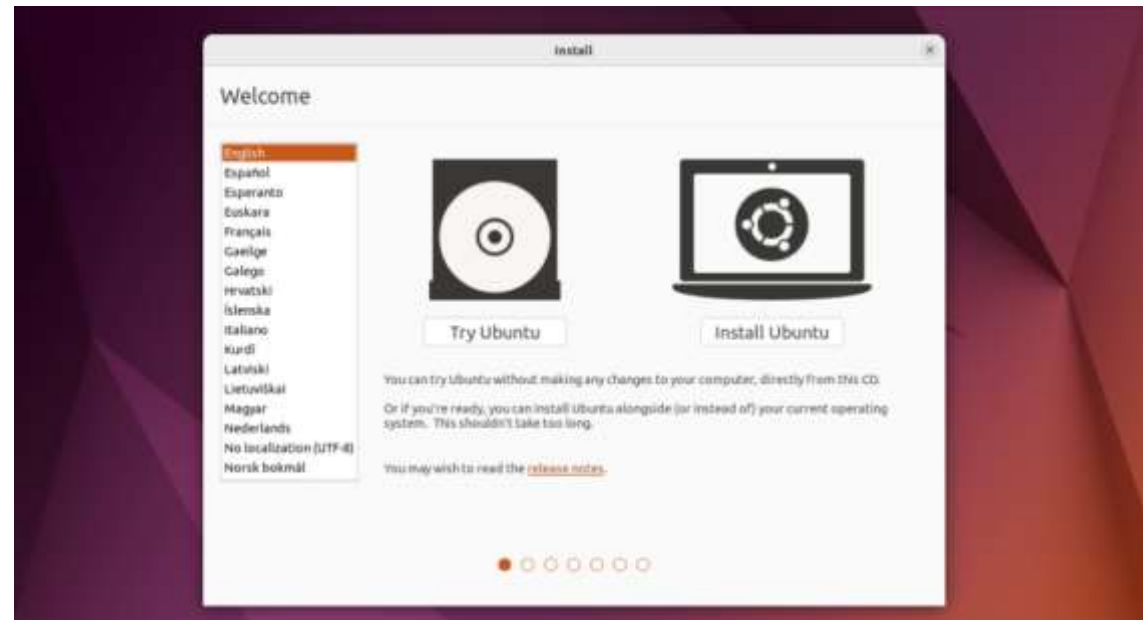 Install
Welcome
English
Español
Esperanto
Euskara
Français
Gaeilge
Galego
Hrvatski
Íslenska
Italiano
Kurdî
Latviski
Lietuviškai
Magyar
Nederlands
No localization (UTF-8)
Norsk bokmål
Try Ubuntu
Install Ubuntu
You can try Ubuntu without making any changes to your computer, directly from this CD.
Or if you're ready, you can install Ubuntu alongside (or instead of) your current operating
system. This shouldn't take too long.
You may wish to read the release notes.